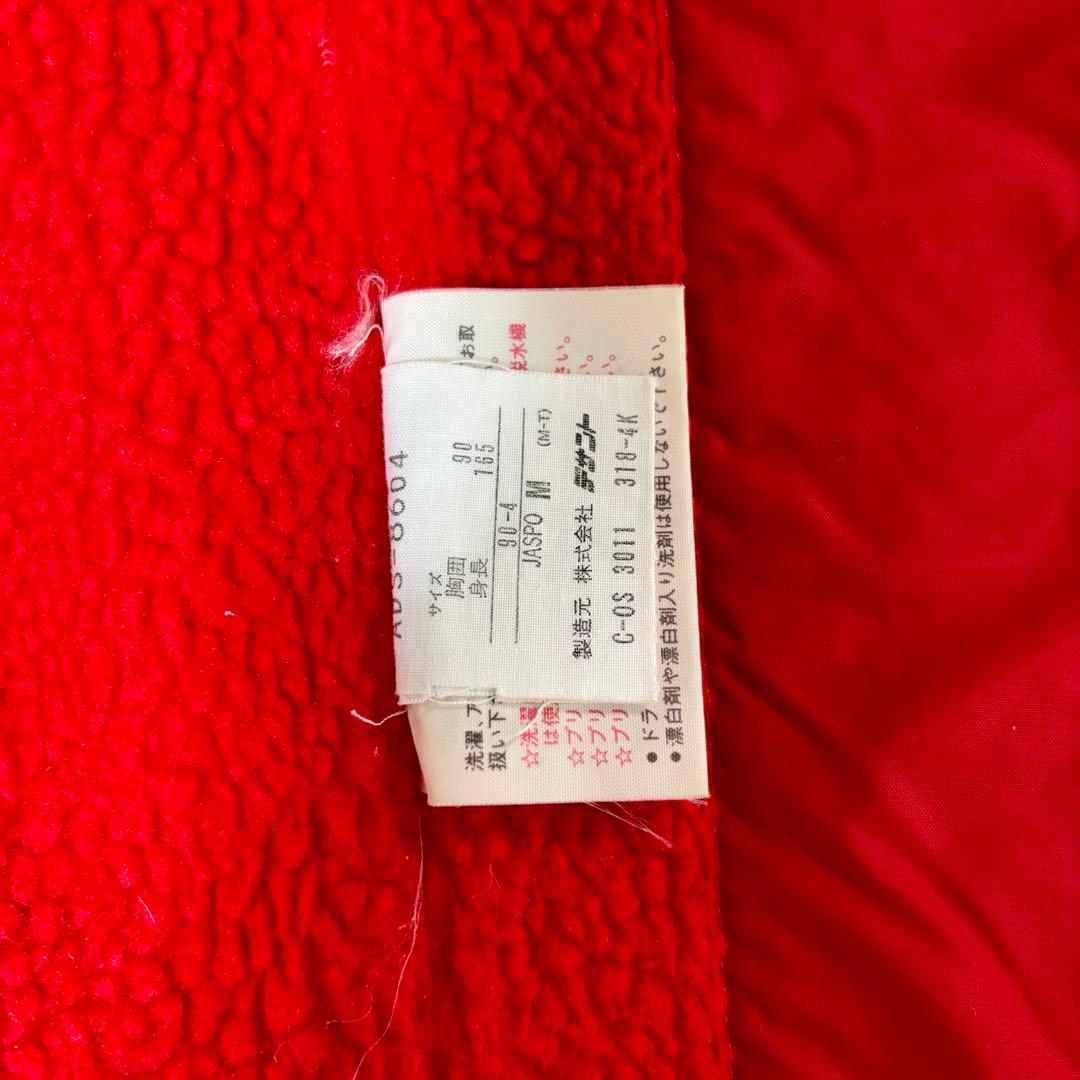 ADS-8664
サイズ
胸囲 90
身長 165
90-4
JASPO M (M-T)
製造元 株式会社 デサント
C-OS 3011 318-4K
洗濯、ア
お取
扱い下
。
☆洗濯
脱水機
は使
☆プリ
さい。
☆プリ
い。
☆プリ
い。
● ドラ
● 漂白剤や漂白剤入り洗剤は使用しないで下さい。